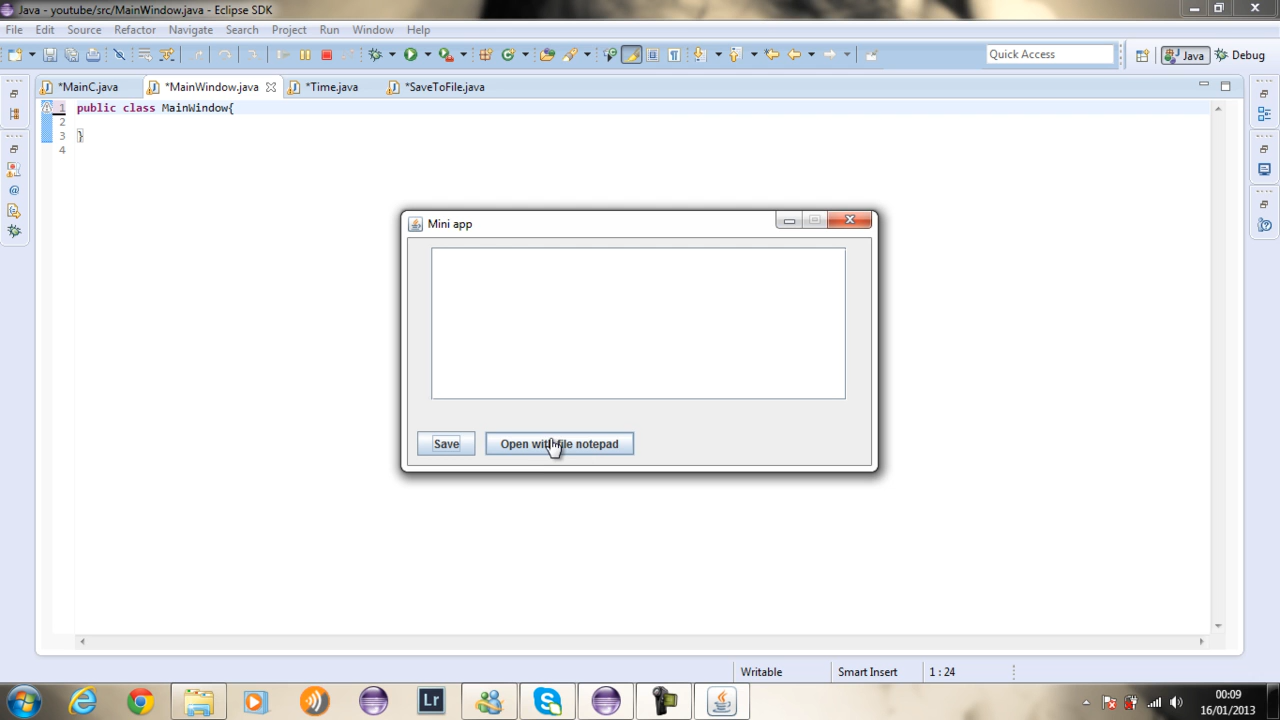 Java - youtube/src/MainWindow.java - Eclipse SDK
File Edit Source Refactor Navigate Search Project Run Window Help
Quick Access Java Debug
*MainC.java *MainWindow.java *Time.java *SaveToFile.java
1 public class MainWindow{
2
3 }
4
Mini app
Save Open with file notepad
Writable Smart Insert 1 : 24
Lr
00:09
16/01/2013